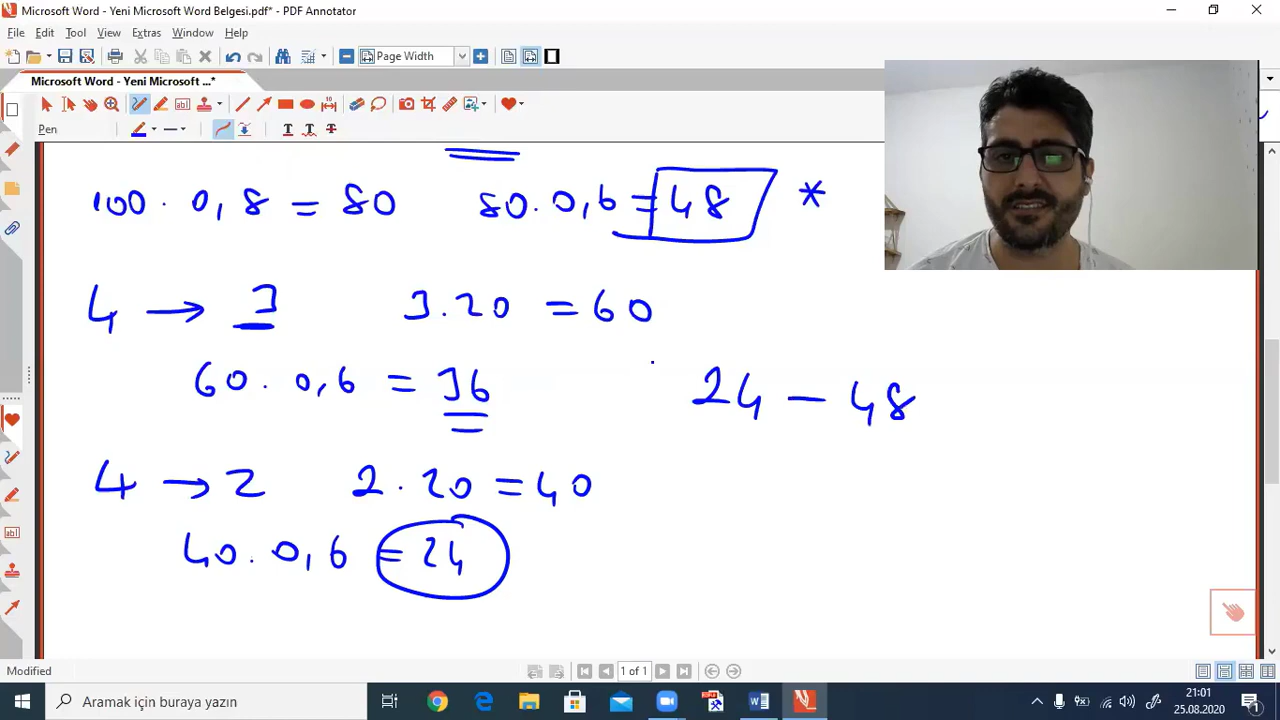 Microsoft Word - Yeni Microsoft Word Belgesi.pdf* - PDF Annotator
File Edit Tool View Extras Window Help
Page Width
Microsoft Word - Yeni Microsoft ...*
Pen
100 . 0,8 = 80 80.0,6 = 48 *
4 → 3 3.20 = 60
60 . 0,6 = 36
24 - 48
4 → 2 2.20 = 40
40 . 0,6 = 24
Modified
1 of 1
Aramak için buraya yazın
21:01
25.08.2020